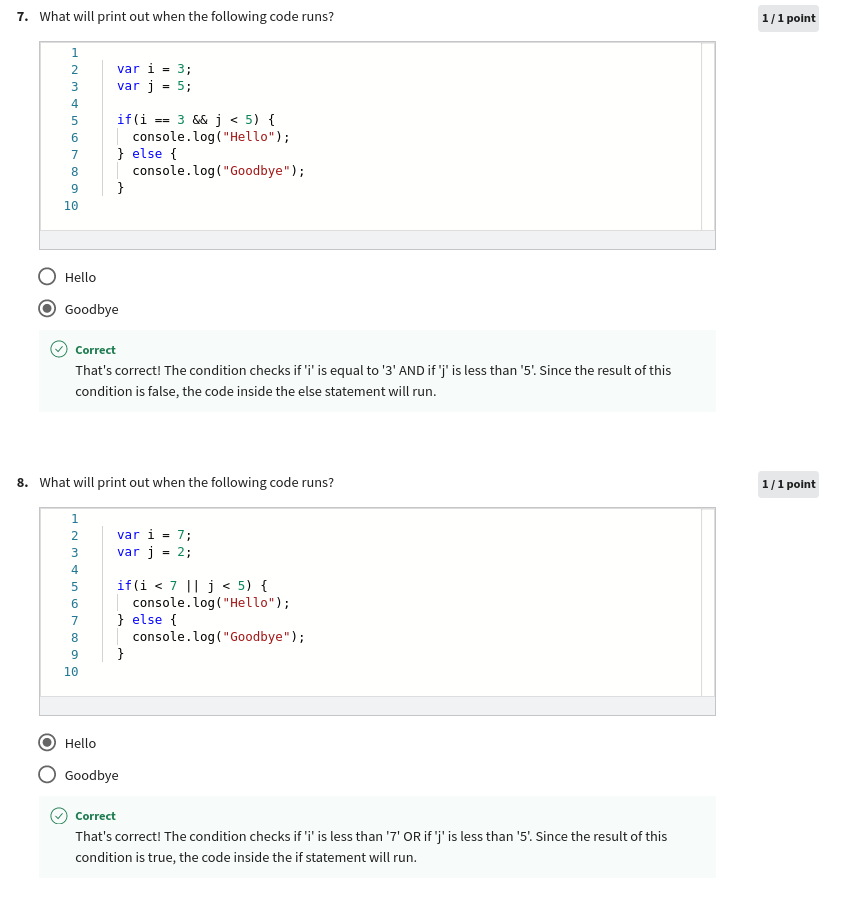 7. What will print out when the following code runs?
1 / 1 point
1
2 var i = 3;
3 var j = 5;
4
5 if(i == 3 && j < 5) {
6 console.log("Hello");
7 } else {
8 console.log("Goodbye");
9 }
10
Hello
Goodbye
Correct
That's correct! The condition checks if 'i' is equal to '3' AND if 'j' is less than '5'. Since the result of this
condition is false, the code inside the else statement will run.
8. What will print out when the following code runs?
1 / 1 point
1
2 var i = 7;
3 var j = 2;
4
5 if(i < 7 || j < 5) {
6 console.log("Hello");
7 } else {
8 console.log("Goodbye");
9 }
10
Hello
Goodbye
Correct
That's correct! The condition checks if 'i' is less than '7' OR if 'j' is less than '5'. Since the result of this
condition is true, the code inside the if statement will run.